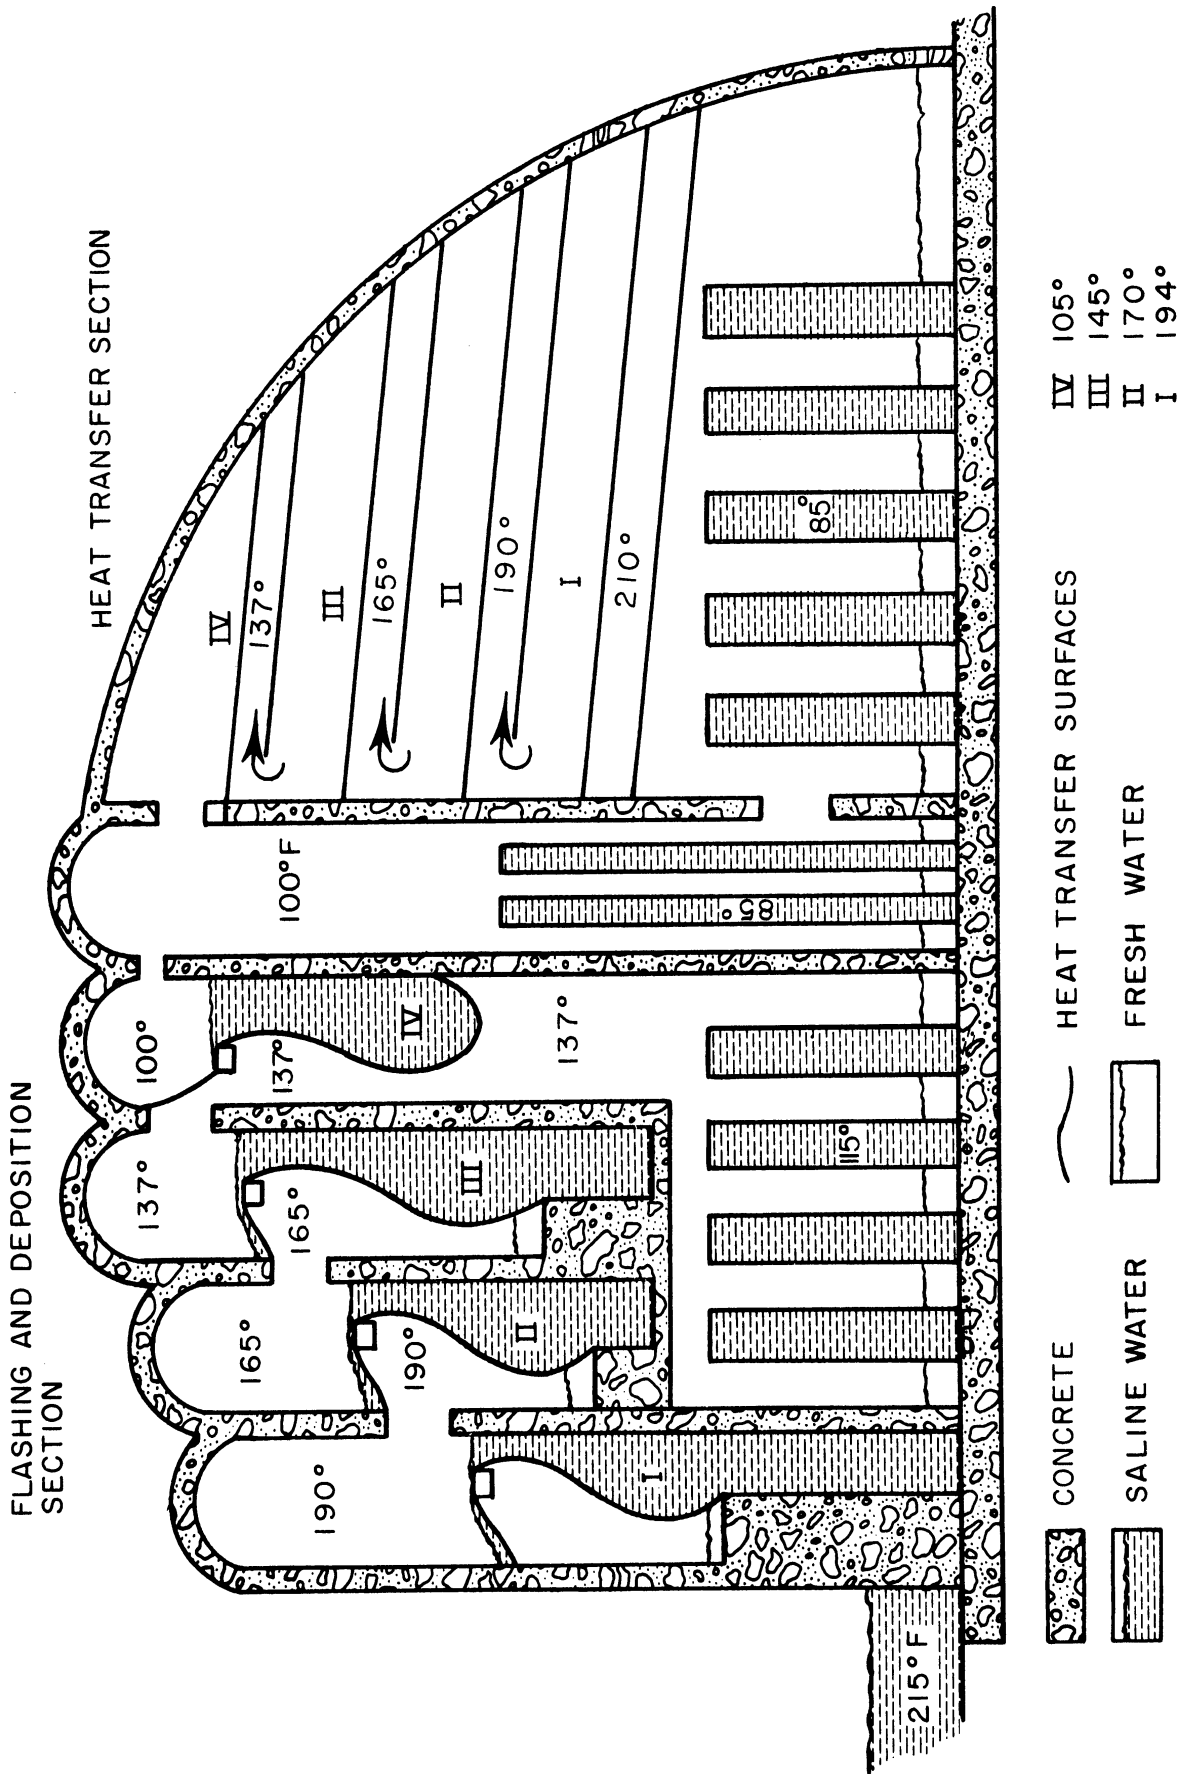 FLASHING AND DEPOSITION
SECTION
HEAT TRANSFER SECTION
137°
100°
IV
165°
137°
137°
100°F
165°
190°
III
165°
IV
190°
II
III
190°
II
137°
I
210°
I
85°
85°
115°
215°F
CONCRETE
HEAT TRANSFER SURFACES
SALINE WATER
FRESH WATER
IV 105°
III 145°
II 170°
I 194°